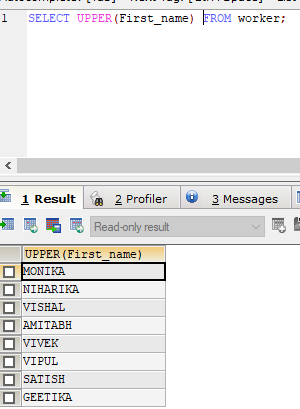 1 SELECT UPPER(First_name) FROM worker;
1 Result 2 Profiler 3 Messages
Read-only result
UPPER(First_name)
MONIKA
NIHARIKA
VISHAL
AMITABH
VIVEK
VIPUL
SATISH
GEETIKA